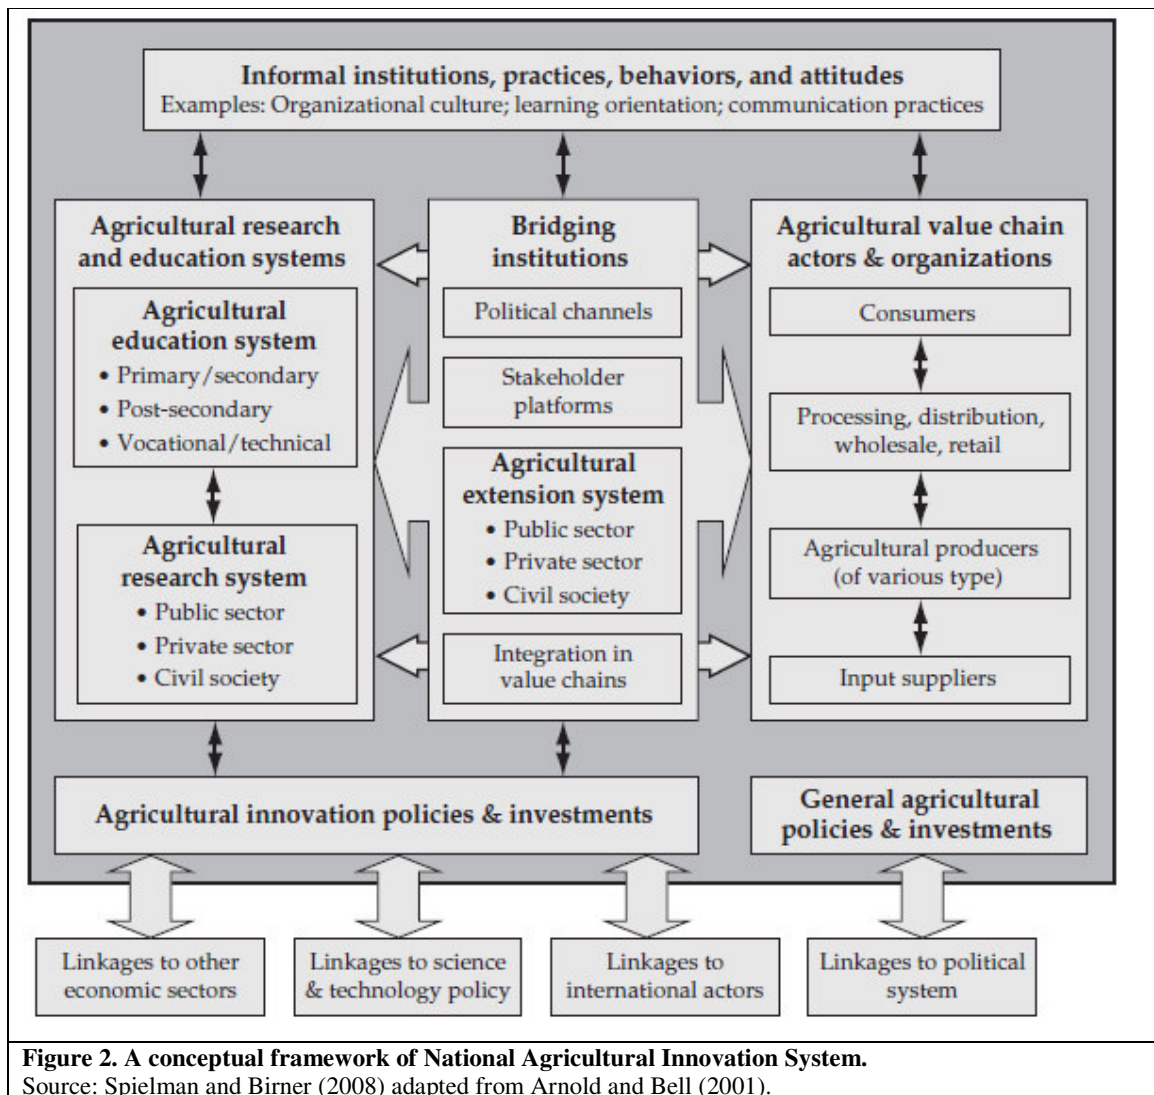 Informal institutions, practices, behaviors, and attitudes
Examples: Organizational culture; learning orientation; communication practices
Agricultural research
and education systems
Agricultural
education system
• Primary/secondary
• Post-secondary
• Vocational/technical
Agricultural
research system
• Public sector
• Private sector
• Civil society
Bridging
institutions
Political channels
Stakeholder
platforms
Agricultural
extension system
• Public sector
• Private sector
• Civil society
Integration in
value chains
Agricultural value chain
actors & organizations
Consumers
Processing, distribution,
wholesale, retail
Agricultural producers
(of various type)
Input suppliers
Agricultural innovation policies & investments
General agricultural
policies & investments
Linkages to other
economic sectors
Linkages to science
& technology policy
Linkages to
international actors
Linkages to political
system
Figure 2. A conceptual framework of National Agricultural Innovation System.
Source: Spielman and Birner (2008) adapted from Arnold and Bell (2001).